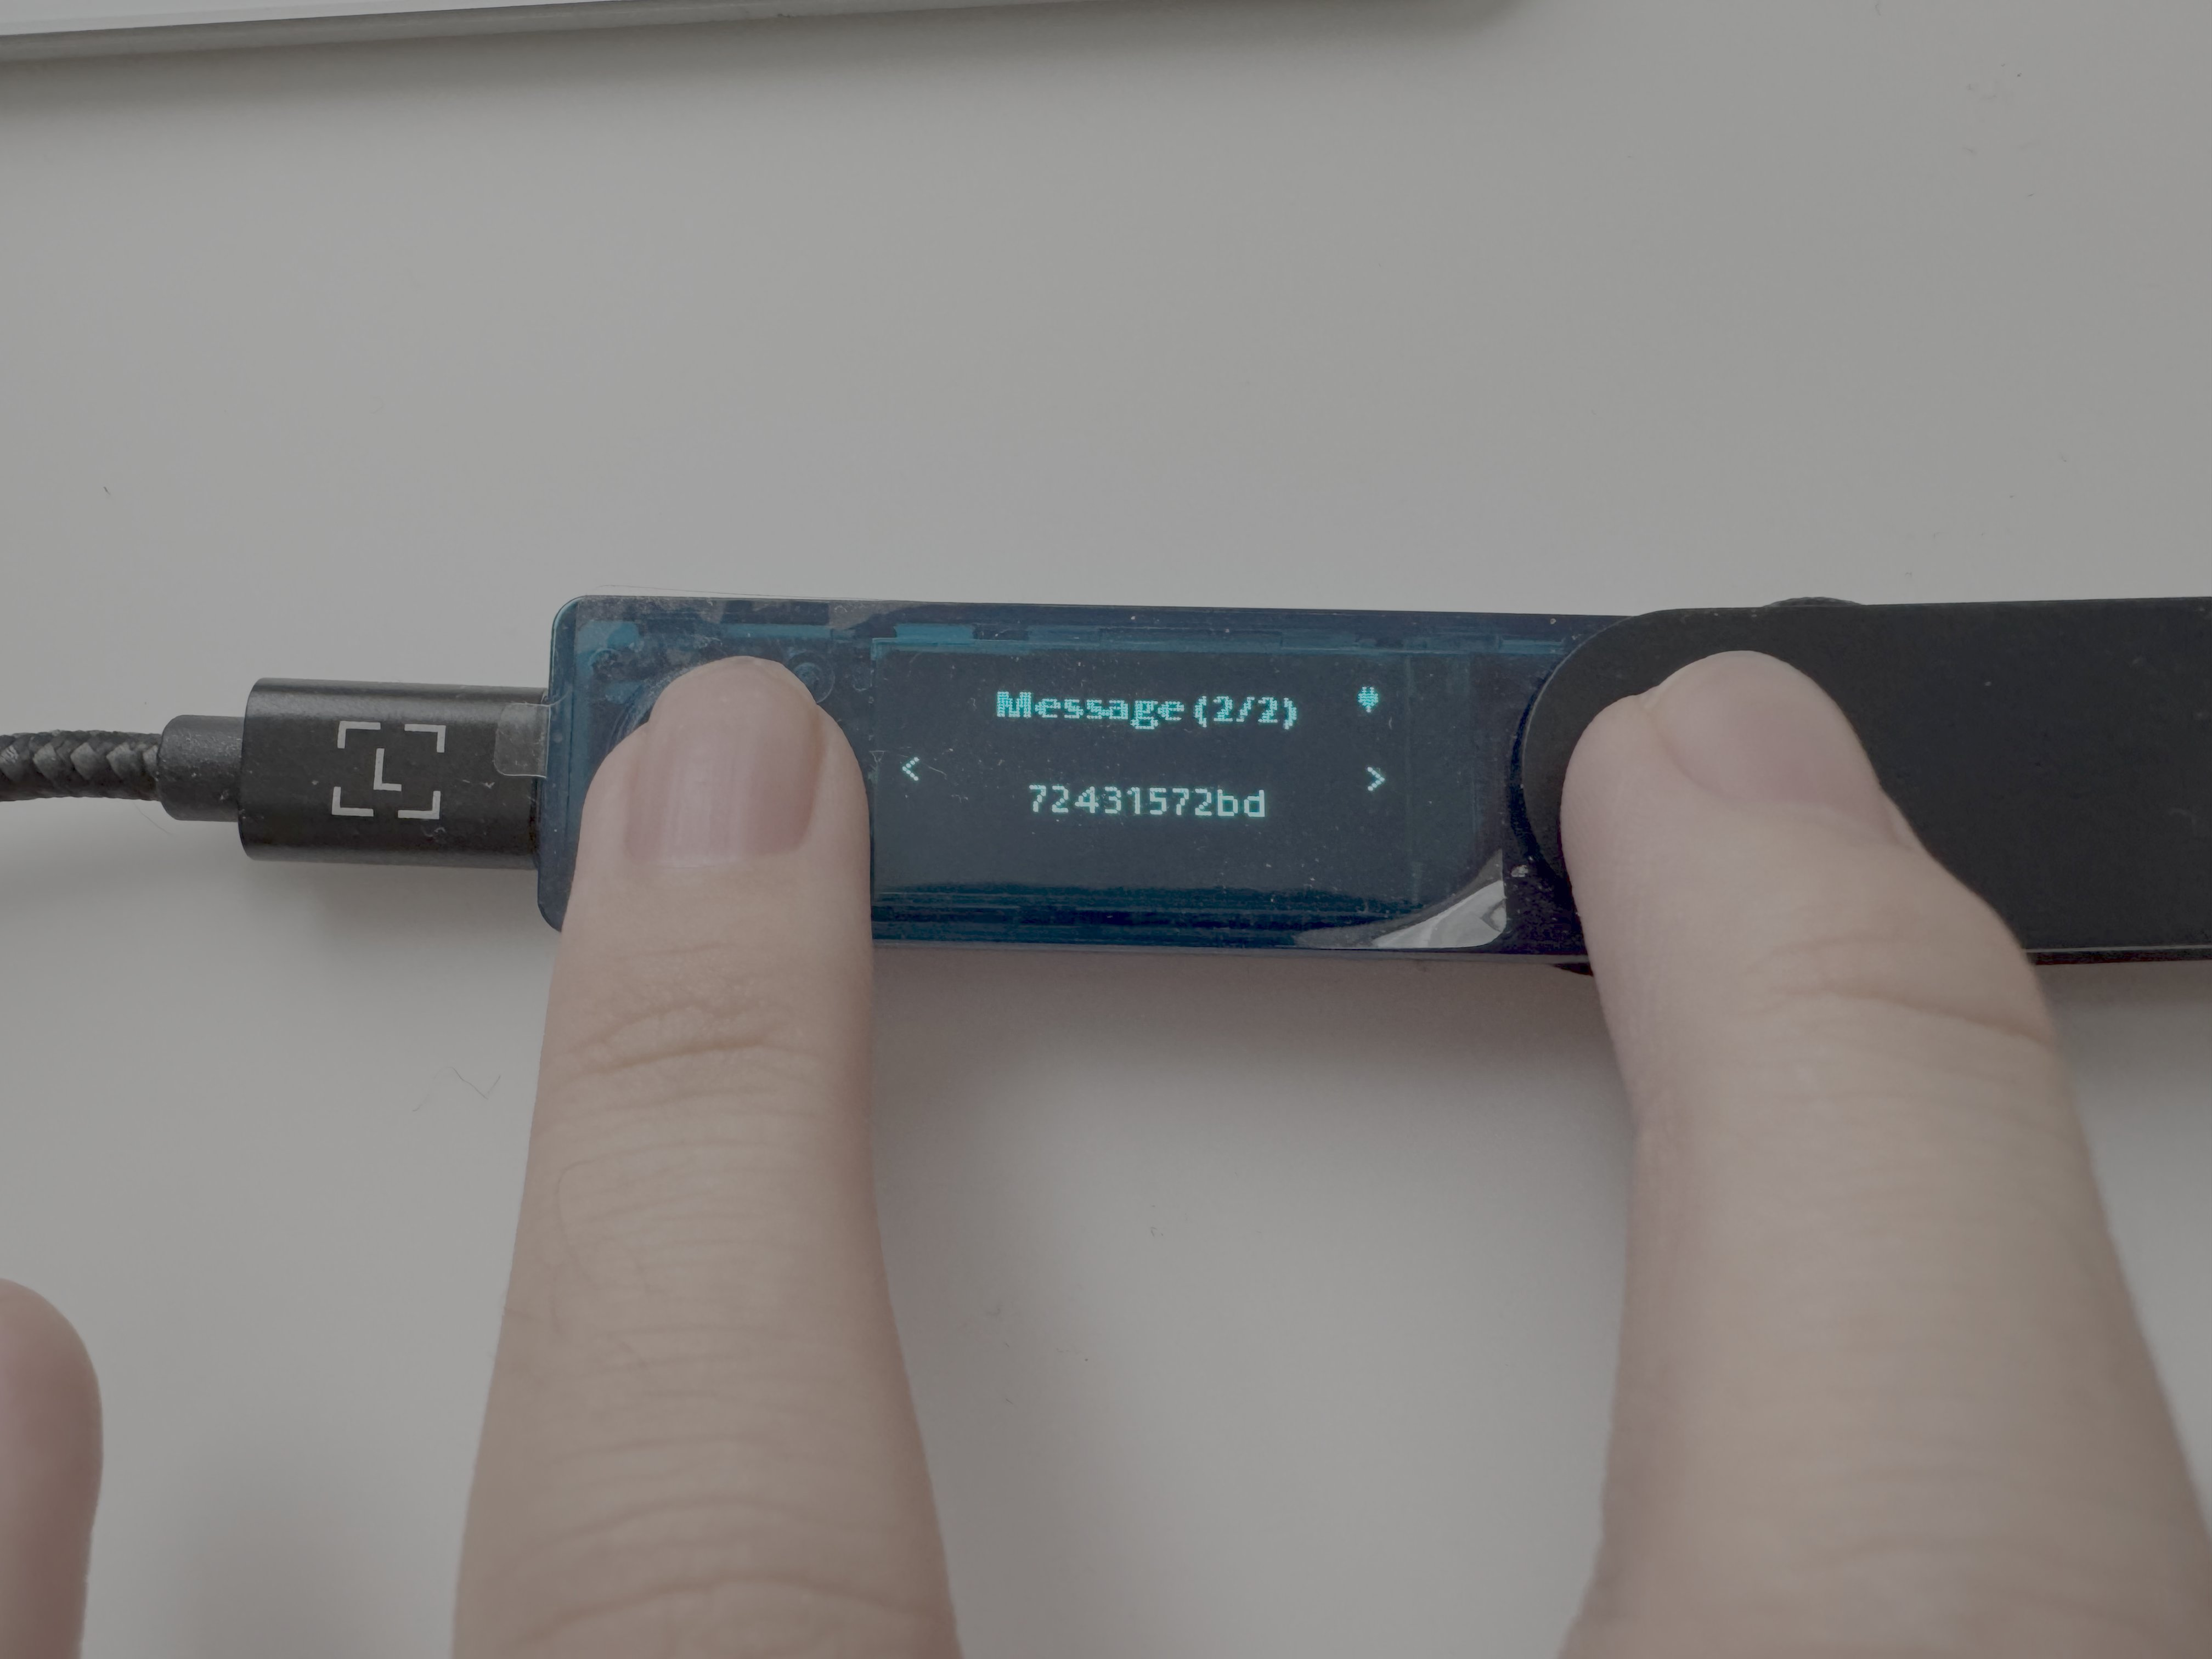 L
Message (2/2)
< >
72431572bd